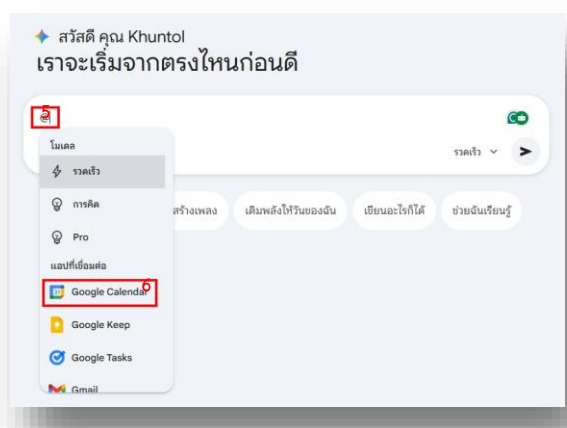 สวัสดี คุณ Khuntol
เราจะเริ่มจากตรงไหนก่อนดี
@
5
โมเดล
รวดเร็ว
รวดเร็ว
การคิด
สร้างเพลง
เติมพลังให้วันของฉัน
เขียนอะไรก็ได้
ช่วยฉันเรียนรู้
Pro
แอปที่เชื่อมต่อ
Google Calendar
6
Google Keep
Google Tasks
Gmail